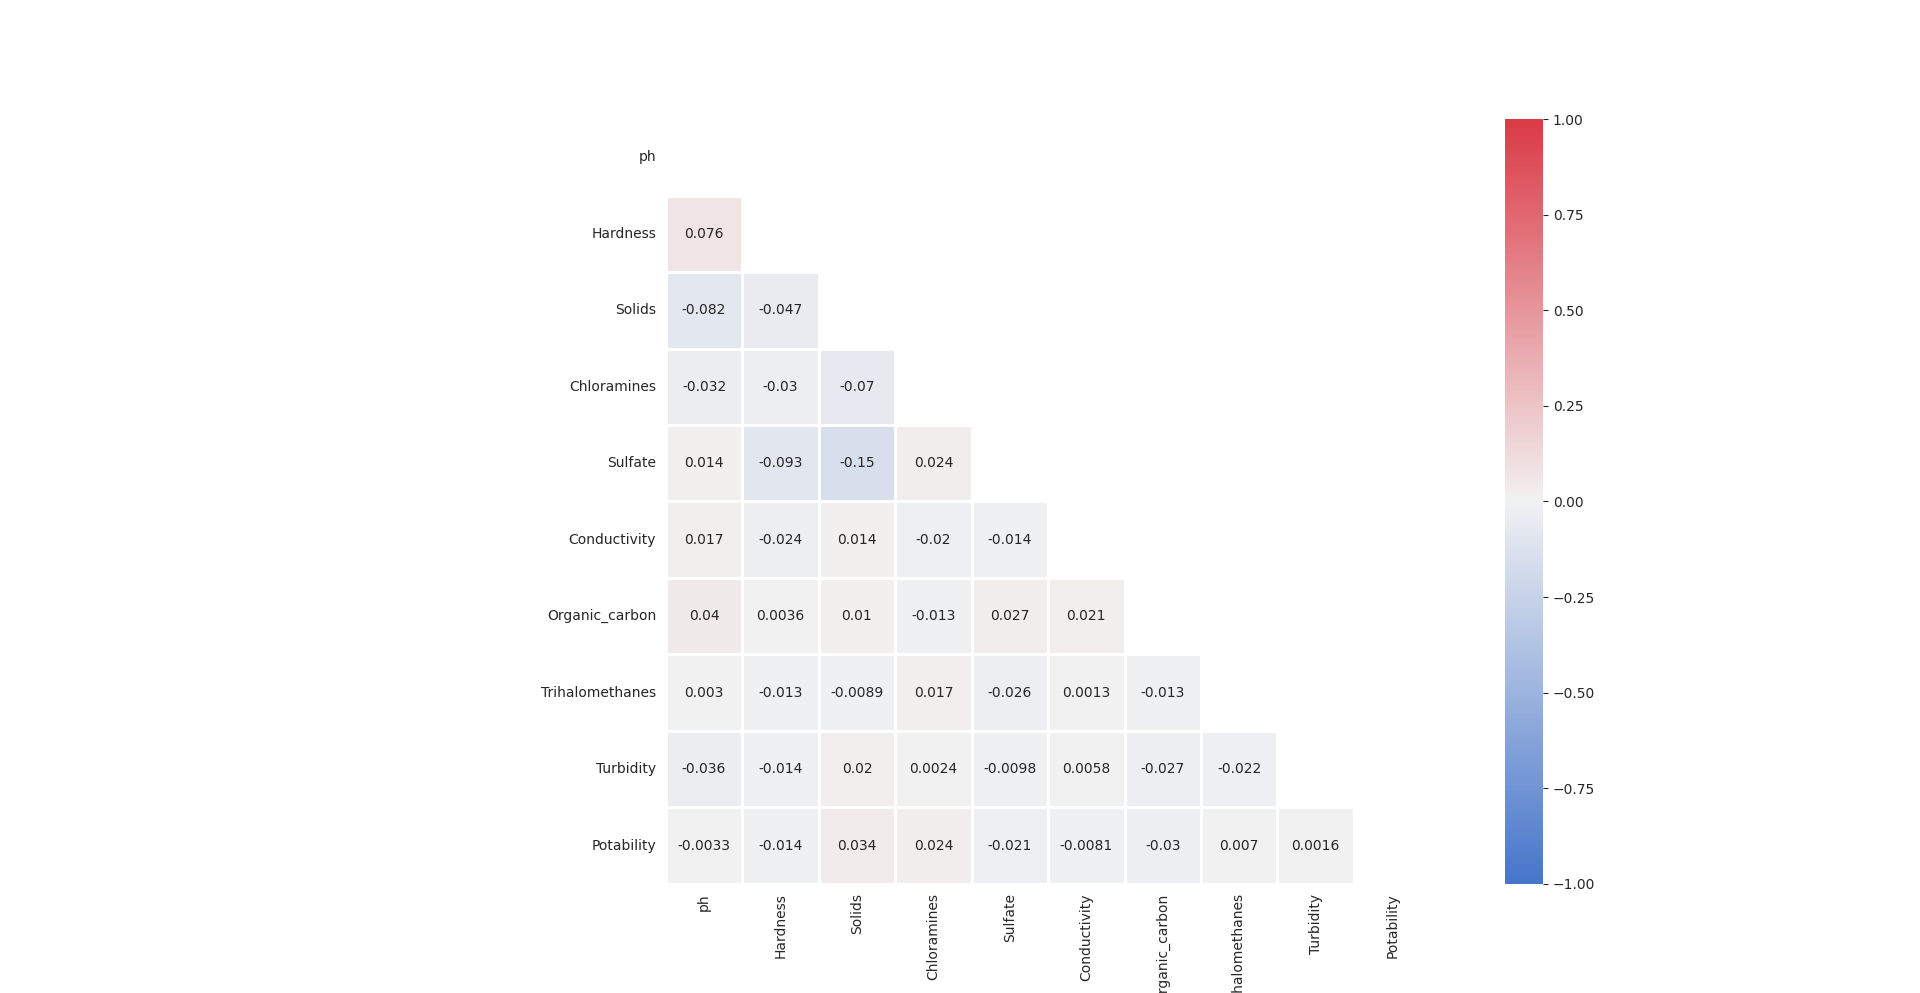 1.00
ph
0.75
Hardness 0.076
Solids -0.082 -0.047
0.50
Chloramines -0.032 -0.03 -0.07
0.25
Sulfate 0.014 -0.093 -0.15 0.024
0.00
Conductivity 0.017 -0.024 0.014 -0.02 -0.014
−0.25
Organic_carbon 0.04 0.0036 0.01 -0.013 0.027 0.021
Trihalomethanes 0.003 -0.013 -0.0089 0.017 -0.026 0.0013 -0.013
−0.50
Turbidity -0.036 -0.014 0.02 0.0024 -0.0098 0.0058 -0.027 -0.022
−0.75
Potability -0.0033 -0.014 0.034 0.024 -0.021 -0.0081 -0.03 0.007 0.0016
−1.00
ph
Hardness
Solids
Chloramines
Sulfate
Conductivity
rganic_carbon
halomethanes
Turbidity
Potability